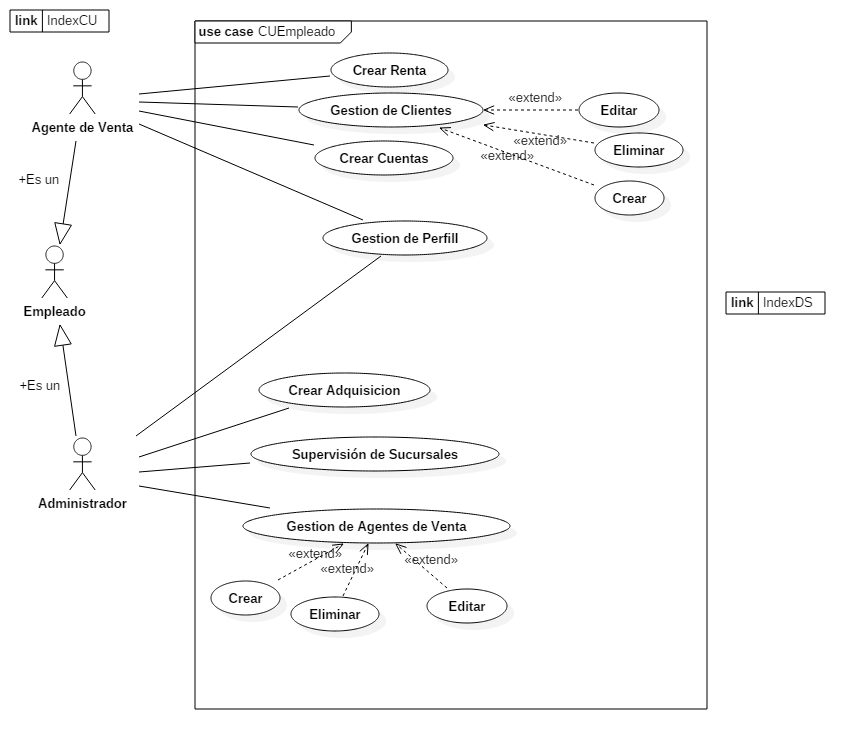 link IndexCU
use case CUEmpleado
Crear Renta
Gestion de Clientes
«extend»
Editar
Agente de Venta
«extend»
Eliminar
Crear Cuentas
«extend»
+Es un
Crear
Gestion de Perfill
Empleado
link IndexDS
+Es un
Crear Adquisicion
Supervisión de Sucursales
Administrador
Gestion de Agentes de Venta
«extend»
«extend»
«extend»
Crear
Eliminar
Editar